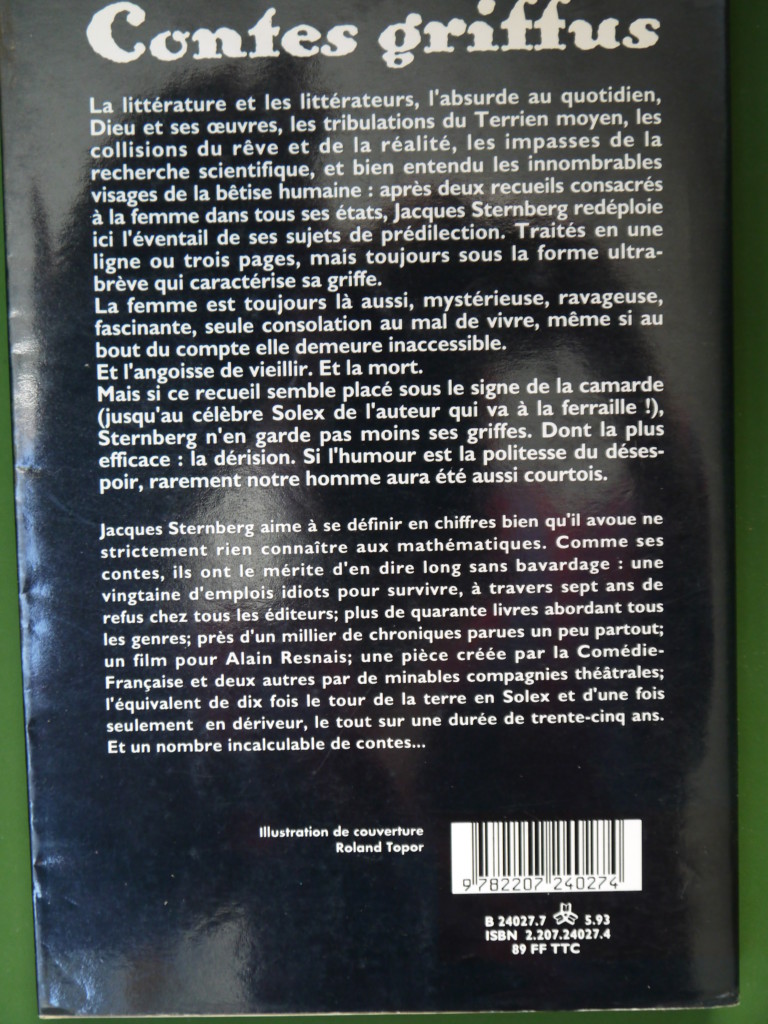 Contes griffus
La littérature et les littérateurs, l'absurde au quotidien,
Dieu et ses œuvres, les tribulations du Terrien moyen, les
collisions du rêve et de la réalité, les impasses de la
recherche scientifique, et bien entendu les innombrables
visages de la bêtise humaine : après deux recueils consacrés
à la femme dans tous ses états, Jacques Sternberg redéploie
ici l'éventail de ses sujets de prédilection. Traités en une
ligne ou trois pages, mais toujours sous la forme ultra-
brève qui caractérise sa griffe.
La femme est toujours là aussi, mystérieuse, ravageuse,
fascinante, seule consolation au mal de vivre, même si au
bout du compte elle demeure inaccessible.
Et l'angoisse de vieillir. Et la mort.
Mais si ce recueil semble placé sous le signe de la camarde
(jusqu'au célèbre Solex de l'auteur qui va à la ferraille !),
Sternberg n'en garde pas moins ses griffes. Dont la plus
efficace : la dérision. Si l'humour est la politesse du déses-
poir, rarement notre homme aura été aussi courtois.
Jacques Sternberg aime à se définir en chiffres bien qu'il avoue ne
strictement rien connaître aux mathématiques. Comme ses
contes, ils ont le mérite d'en dire long sans bavardage : une
vingtaine d'emplois idiots pour survivre, à travers sept ans de
refus chez tous les éditeurs; plus de quarante livres abordant tous
les genres; près d'un millier de chroniques parues un peu partout;
un film pour Alain Resnais; une pièce créée par la Comédie-
Française et deux autres par de minables compagnies théâtrales;
l'équivalent de dix fois le tour de la terre en Solex et d'une fois
seulement en dériveur, le tout sur une durée de trente-cinq ans.
Et un nombre incalculable de contes...
Illustration de couverture
Roland Topor
9 782207 240274
B 24027.7 5.93
ISBN 2.207.24027.4
89 FF TTC